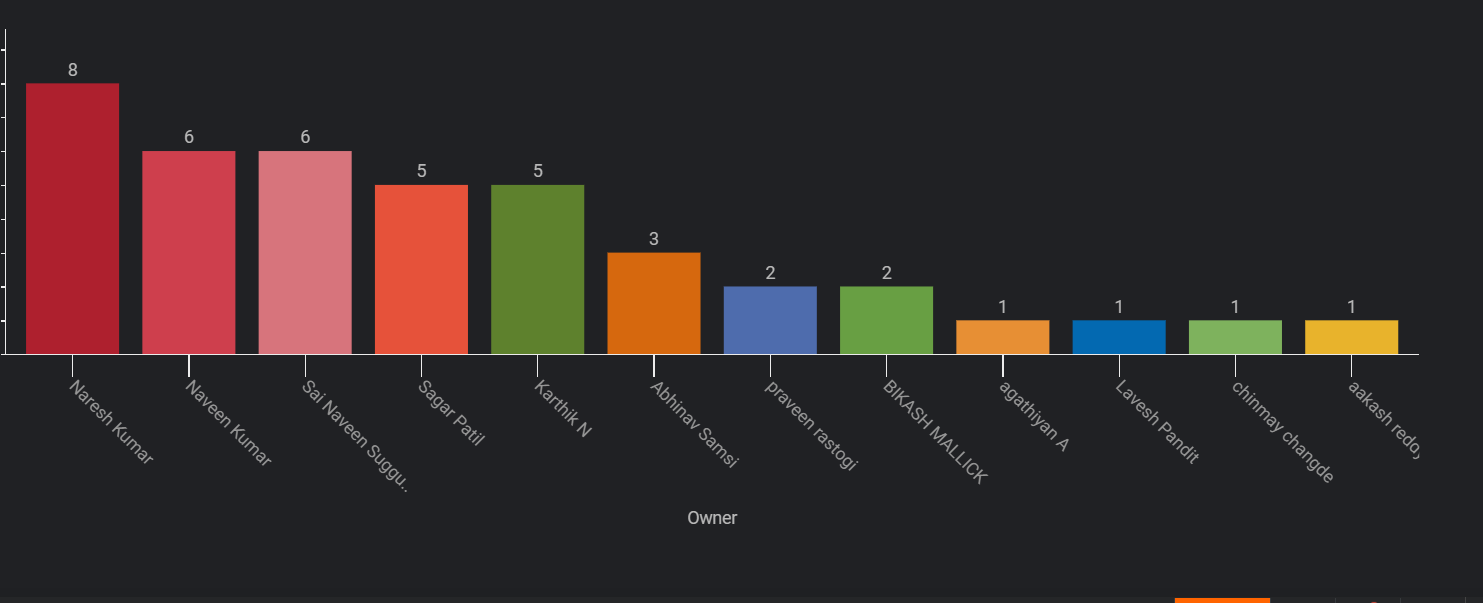 8
6
6
5
5
3
2
2
1
1
1
1
Naresh Kumar
Naveen Kumar
Sai Naveen Suggu..
Sagar Patil
Karthik N
Abhinav Samsi
praveen rastogi
BIKASH MALLICK
agathiyan A
Lavesh Pandit
chinmay changde
aakash
Owner